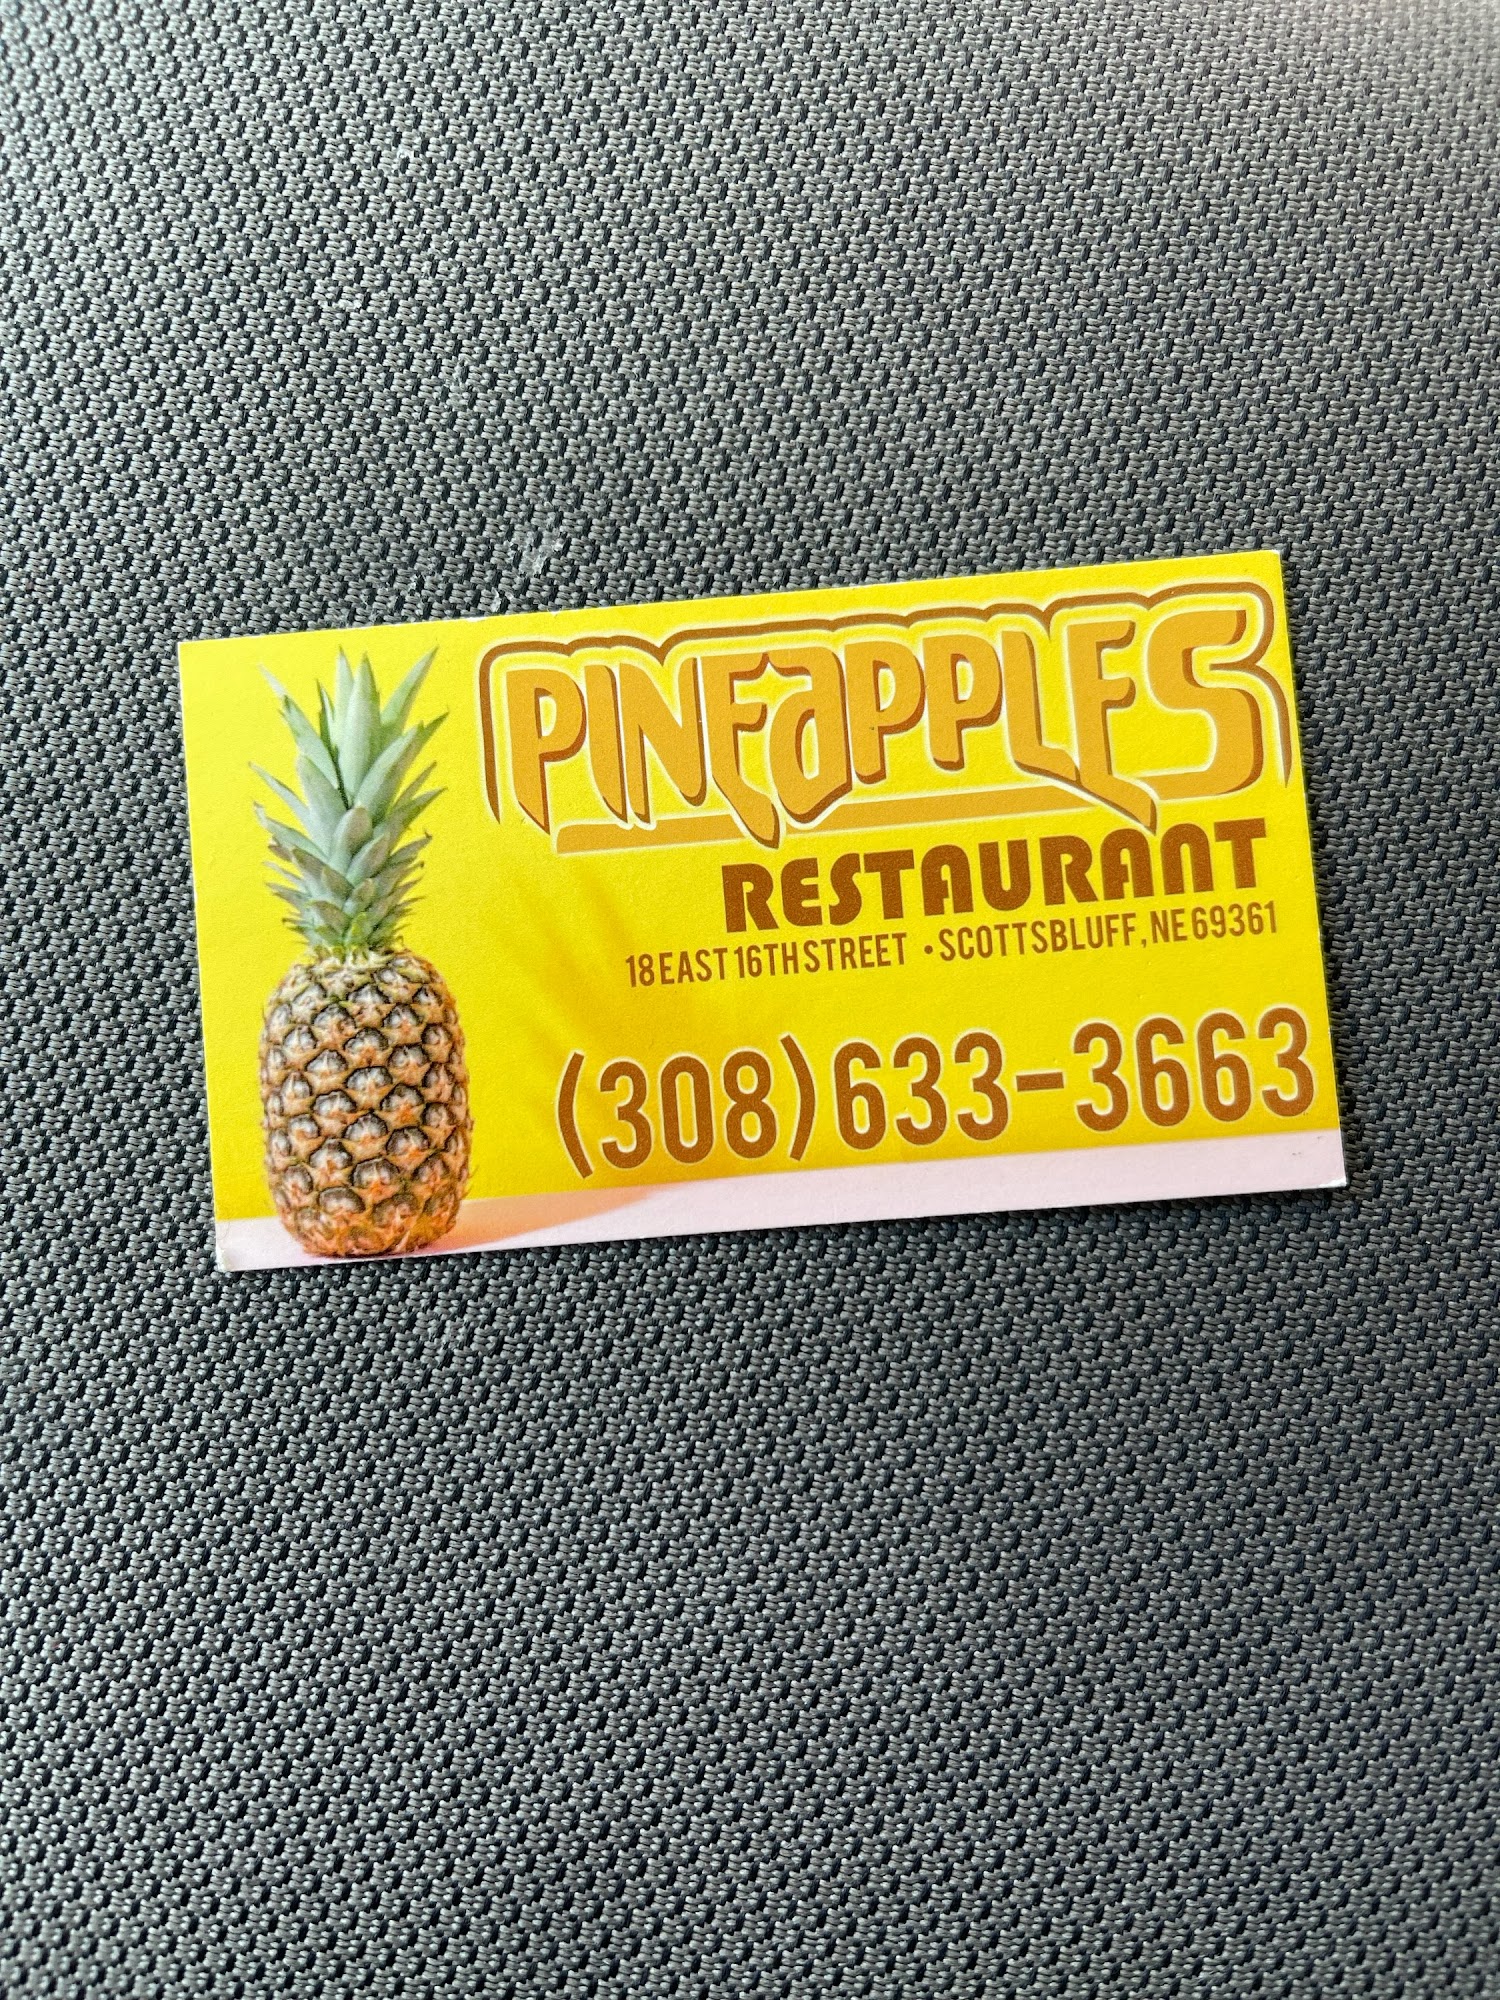 PINEAPPLES
RESTAURANT
18 EAST 16TH STREET • SCOTTSBLUFF, NE 69361
(308) 633-3663